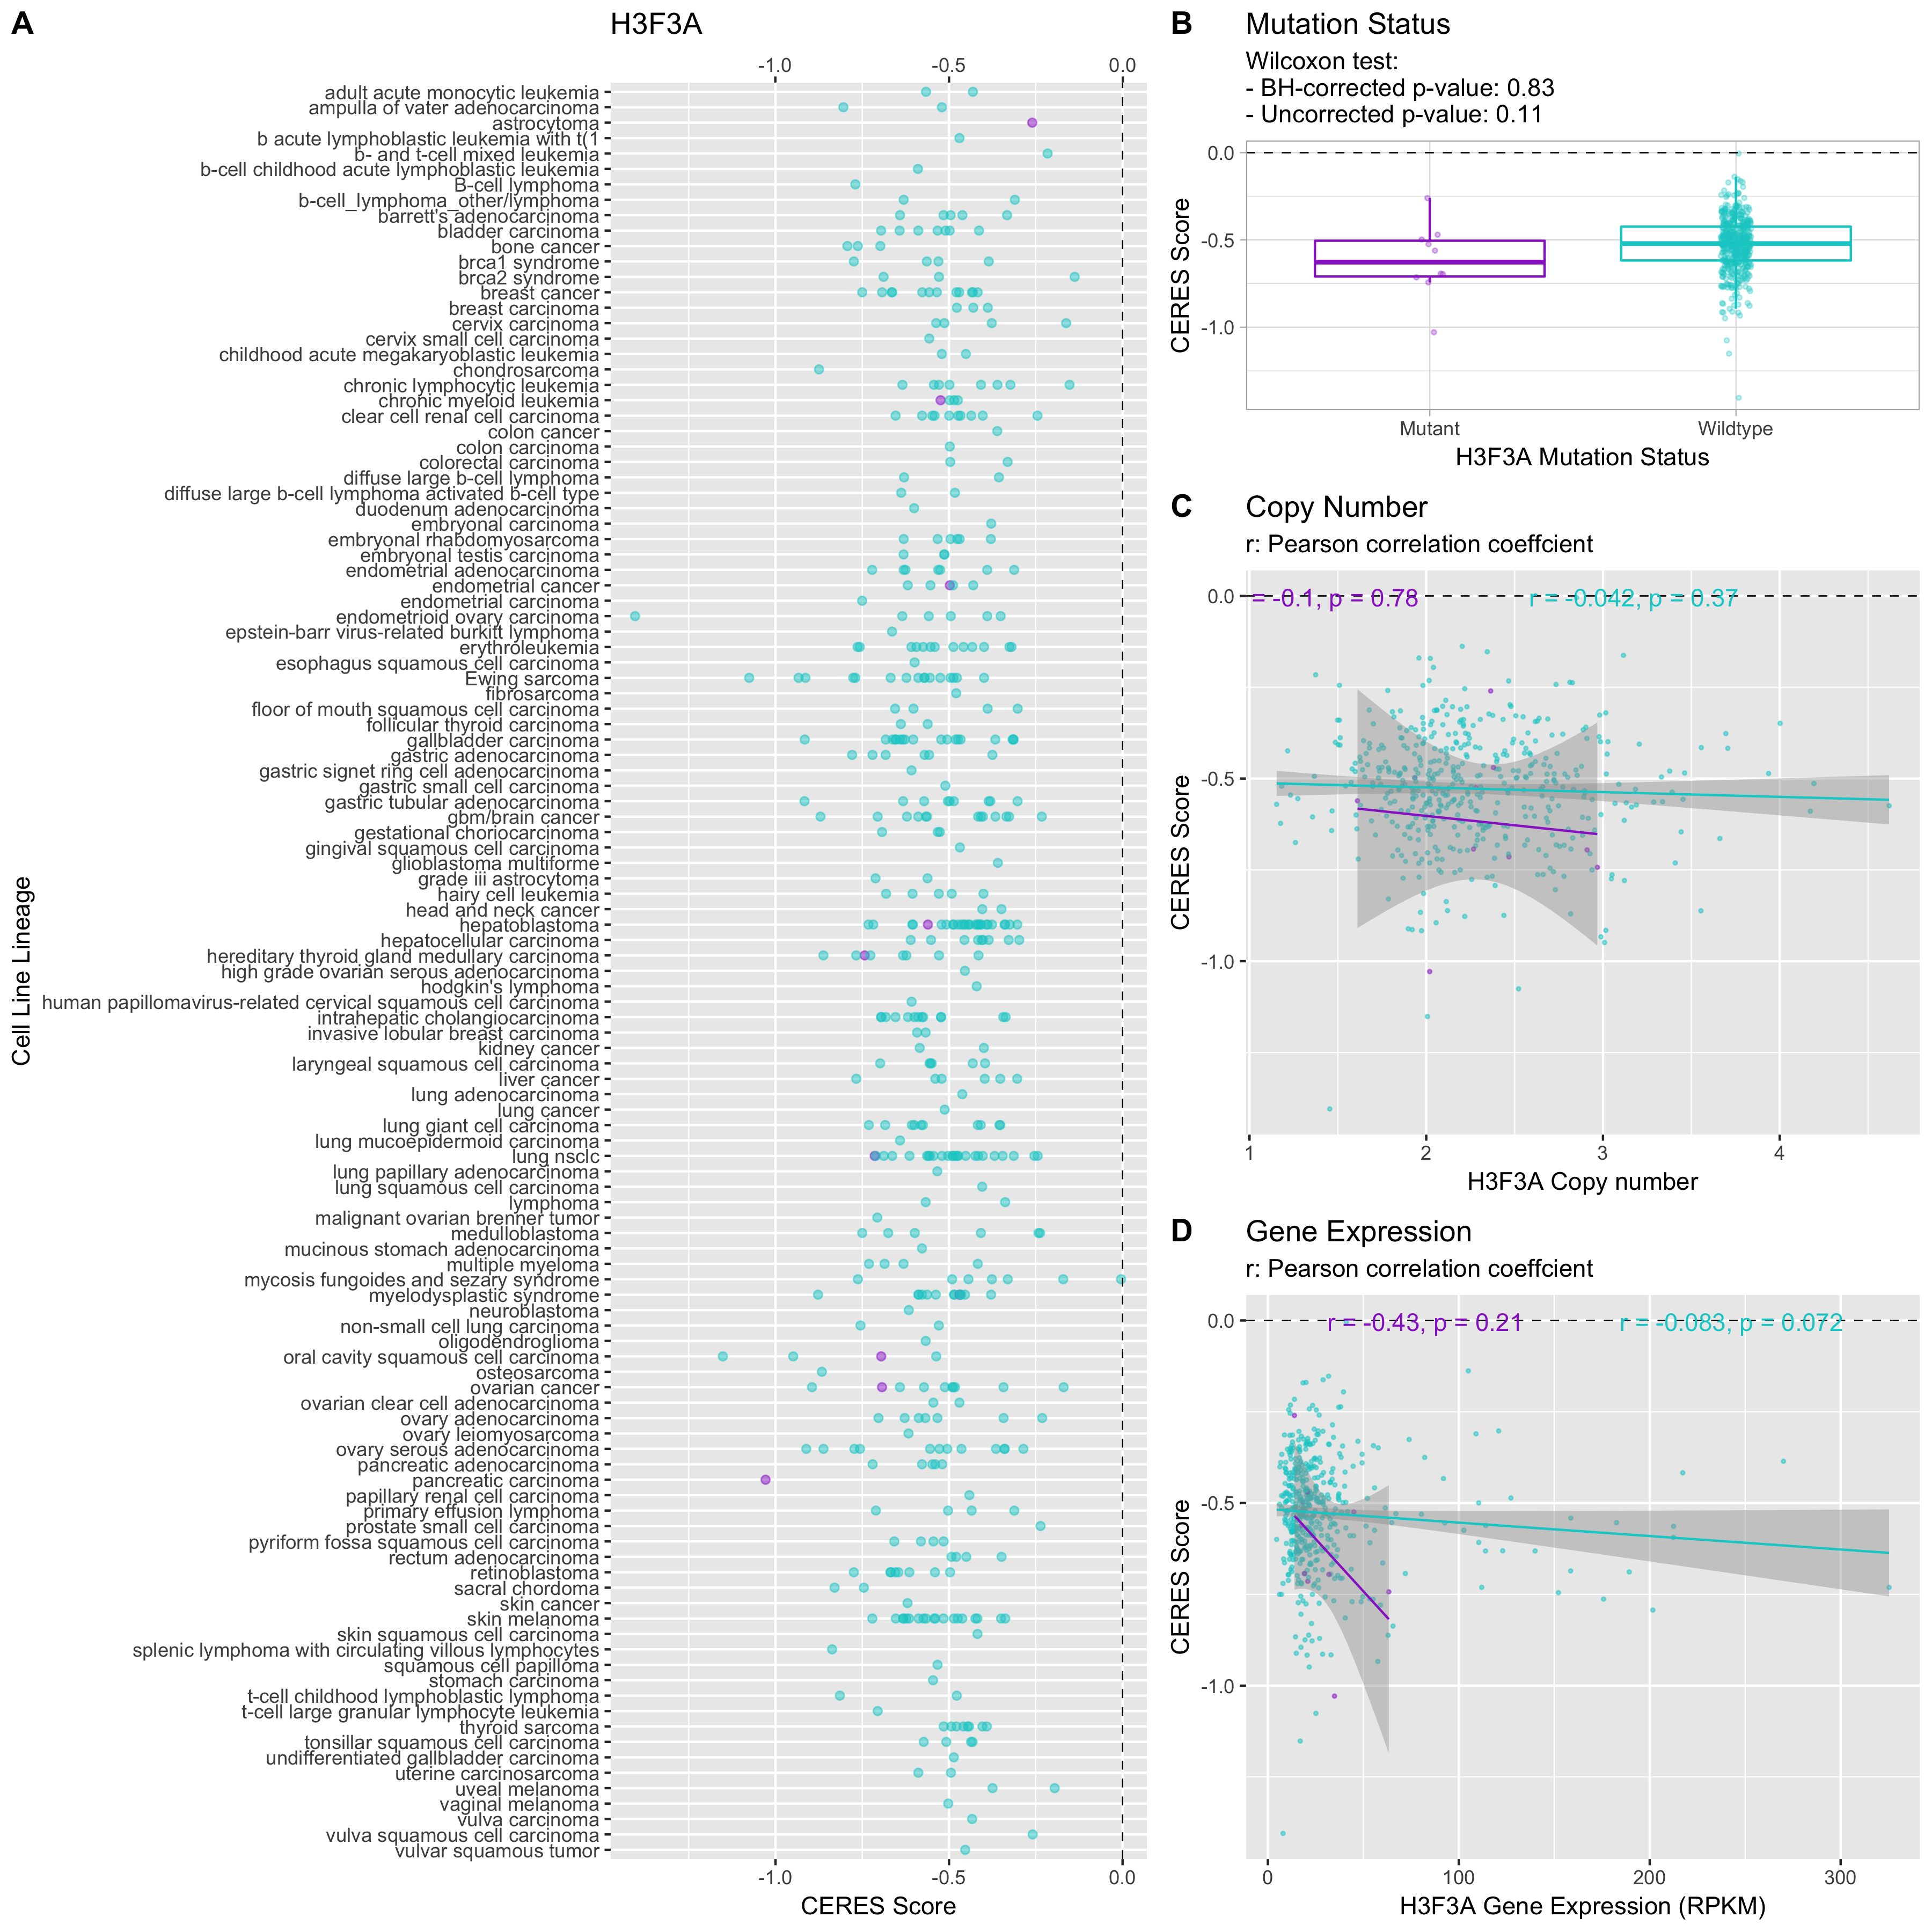 A
H3F3A
-1.0 -0.5 0.0
adult acute monocytic leukemia
ampulla of vater adenocarcinoma
astrocytoma
b acute lymphoblastic leukemia with t(1
b- and t-cell mixed leukemia
b-cell childhood acute lymphoblastic leukemia
B-cell lymphoma
b-cell_lymphoma_other/lymphoma
barrett's adenocarcinoma
bladder carcinoma
bone cancer
brca1 syndrome
brca2 syndrome
breast cancer
breast carcinoma
cervix carcinoma
cervix small cell carcinoma
childhood acute megakaryoblastic leukemia
chondrosarcoma
chronic lymphocytic leukemia
chronic myeloid leukemia
clear cell renal cell carcinoma
colon cancer
colon carcinoma
colorectal carcinoma
diffuse large b-cell lymphoma
diffuse large b-cell lymphoma activated b-cell type
duodenum adenocarcinoma
embryonal carcinoma
embryonal rhabdomyosarcoma
embryonal testis carcinoma
endometrial adenocarcinoma
endometrial cancer
endometrial carcinoma
endometrioid ovary carcinoma
epstein-barr virus-related burkitt lymphoma
erythroleukemia
esophagus squamous cell carcinoma
Ewing sarcoma
fibrosarcoma
floor of mouth squamous cell carcinoma
follicular thyroid carcinoma
gallbladder carcinoma
gastric adenocarcinoma
gastric signet ring cell adenocarcinoma
gastric small cell carcinoma
gastric tubular adenocarcinoma
gbm/brain cancer
gestational choriocarcinoma
gingival squamous cell carcinoma
glioblastoma multiforme
grade iii astrocytoma
hairy cell leukemia
head and neck cancer
hepatoblastoma
hepatocellular carcinoma
hereditary thyroid gland medullary carcinoma
high grade ovarian serous adenocarcinoma
hodgkin's lymphoma
human papillomavirus-related cervical squamous cell carcinoma
intrahepatic cholangiocarcinoma
invasive lobular breast carcinoma
kidney cancer
laryngeal squamous cell carcinoma
liver cancer
lung adenocarcinoma
lung cancer
lung giant cell carcinoma
lung mucoepidermoid carcinoma
lung nsclc
lung papillary adenocarcinoma
lung squamous cell carcinoma
lymphoma
malignant ovarian brenner tumor
medulloblastoma
mucinous stomach adenocarcinoma
multiple myeloma
mycosis fungoides and sezary syndrome
myelodysplastic syndrome
neuroblastoma
non-small cell lung carcinoma
oligodendroglioma
oral cavity squamous cell carcinoma
osteosarcoma
ovarian cancer
ovarian clear cell adenocarcinoma
ovary adenocarcinoma
ovary leiomyosarcoma
ovary serous adenocarcinoma
pancreatic adenocarcinoma
pancreatic carcinoma
papillary renal cell carcinoma
primary effusion lymphoma
prostate small cell carcinoma
pyriform fossa squamous cell carcinoma
rectum adenocarcinoma
retinoblastoma
sacral chordoma
skin cancer
skin melanoma
skin squamous cell carcinoma
splenic lymphoma with circulating villous lymphocytes
squamous cell papilloma
stomach carcinoma
t-cell childhood lymphoblastic lymphoma
t-cell large granular lymphocyte leukemia
thyroid sarcoma
tonsillar squamous cell carcinoma
undifferentiated gallbladder carcinoma
uterine carcinosarcoma
uveal melanoma
vaginal melanoma
vulva carcinoma
vulva squamous cell carcinoma
vulvar squamous tumor
-1.0 -0.5 0.0
CERES Score
Cell Line Lineage
B
Mutation Status
Wilcoxon test:
- BH-corrected p-value: 0.83
- Uncorrected p-value: 0.11
0.0
-0.5
-1.0
CERES Score
Mutant Wildtype
H3F3A Mutation Status
C
Copy Number
r: Pearson correlation coeffcient
= -0.1, p = 0.78
r = -0.042, p = 0.37
0.0
-0.5
-1.0
CERES Score
1 2 3 4
H3F3A Copy number
D
Gene Expression
r: Pearson correlation coeffcient
r = -0.43, p = 0.21
r = -0.083, p = 0.072
0.0
-0.5
-1.0
CERES Score
0 100 200 300
H3F3A Gene Expression (RPKM)